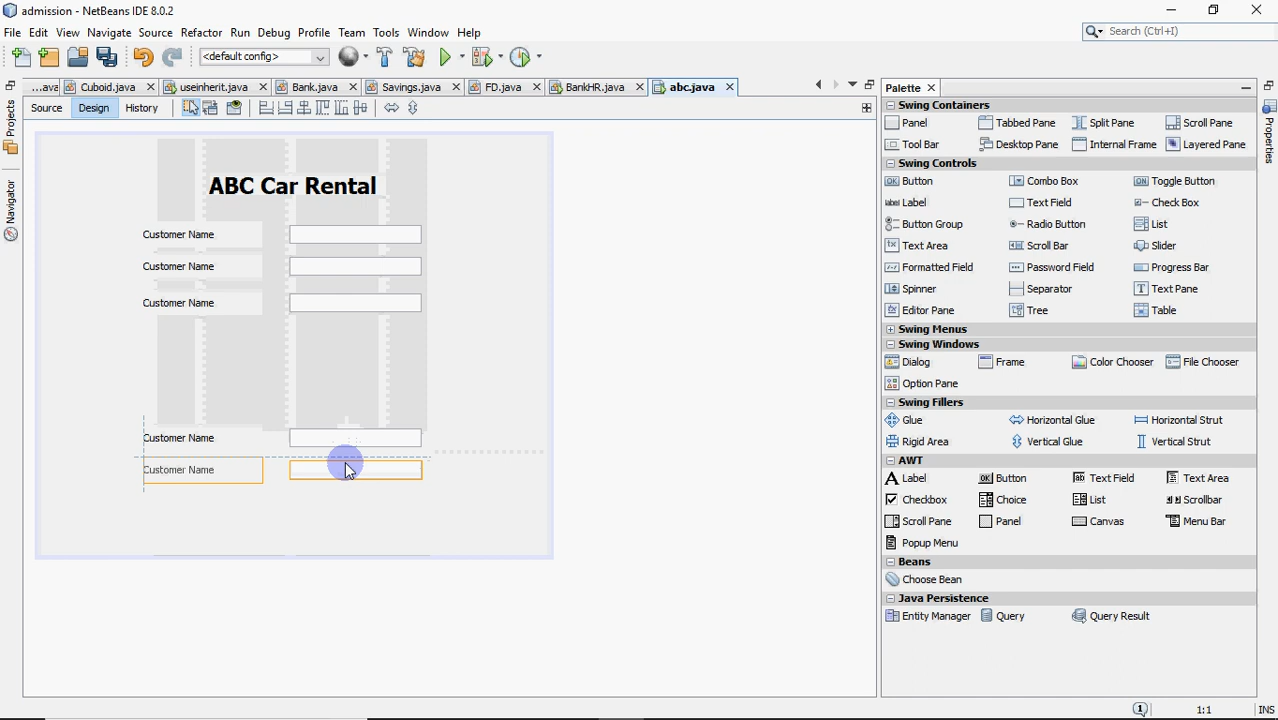 admission - NetBeans IDE 8.0.2
File Edit View Navigate Source Refactor Run Debug Profile Team Tools Window Help
Search (Ctrl+I)
<default config>
...ava Cuboid.java useinherit.java Bank.java Savings.java FD.java BankHR.java abc.java
Source Design History
Projects
Navigator
ABC Car Rental
Customer Name
Customer Name
Customer Name
Customer Name
Customer Name
Palette
Swing Containers
Panel Tabbed Pane Split Pane Scroll Pane
Tool Bar Desktop Pane Internal Frame Layered Pane
Swing Controls
OK Button Combo Box ON Toggle Button
label Label Text Field Check Box
Button Group Radio Button List
Text Area Scroll Bar Slider
Formatted Field Password Field Progress Bar
Spinner Separator Text Pane
Editor Pane Tree Table
Swing Menus
Swing Windows
Dialog Frame Color Chooser File Chooser
Option Pane
Swing Fillers
Glue Horizontal Glue Horizontal Strut
Rigid Area Vertical Glue Vertical Strut
AWT
A Label OK Button Text Field Text Area
Checkbox Choice List Scrollbar
Scroll Pane Panel Canvas Menu Bar
Popup Menu
Beans
Choose Bean
Java Persistence
Entity Manager Query Query Result
Properties
1 1:1 INS